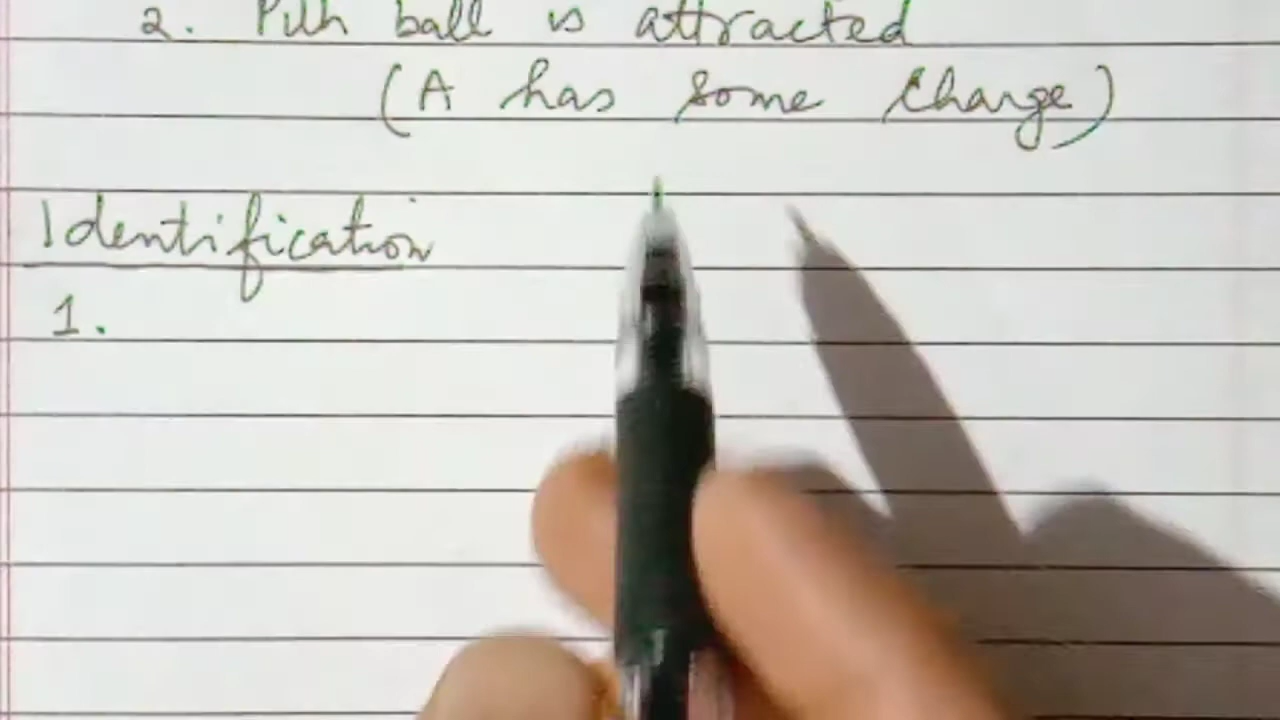 2. Pith ball is attracted
(A has some charge)
Identification
1.